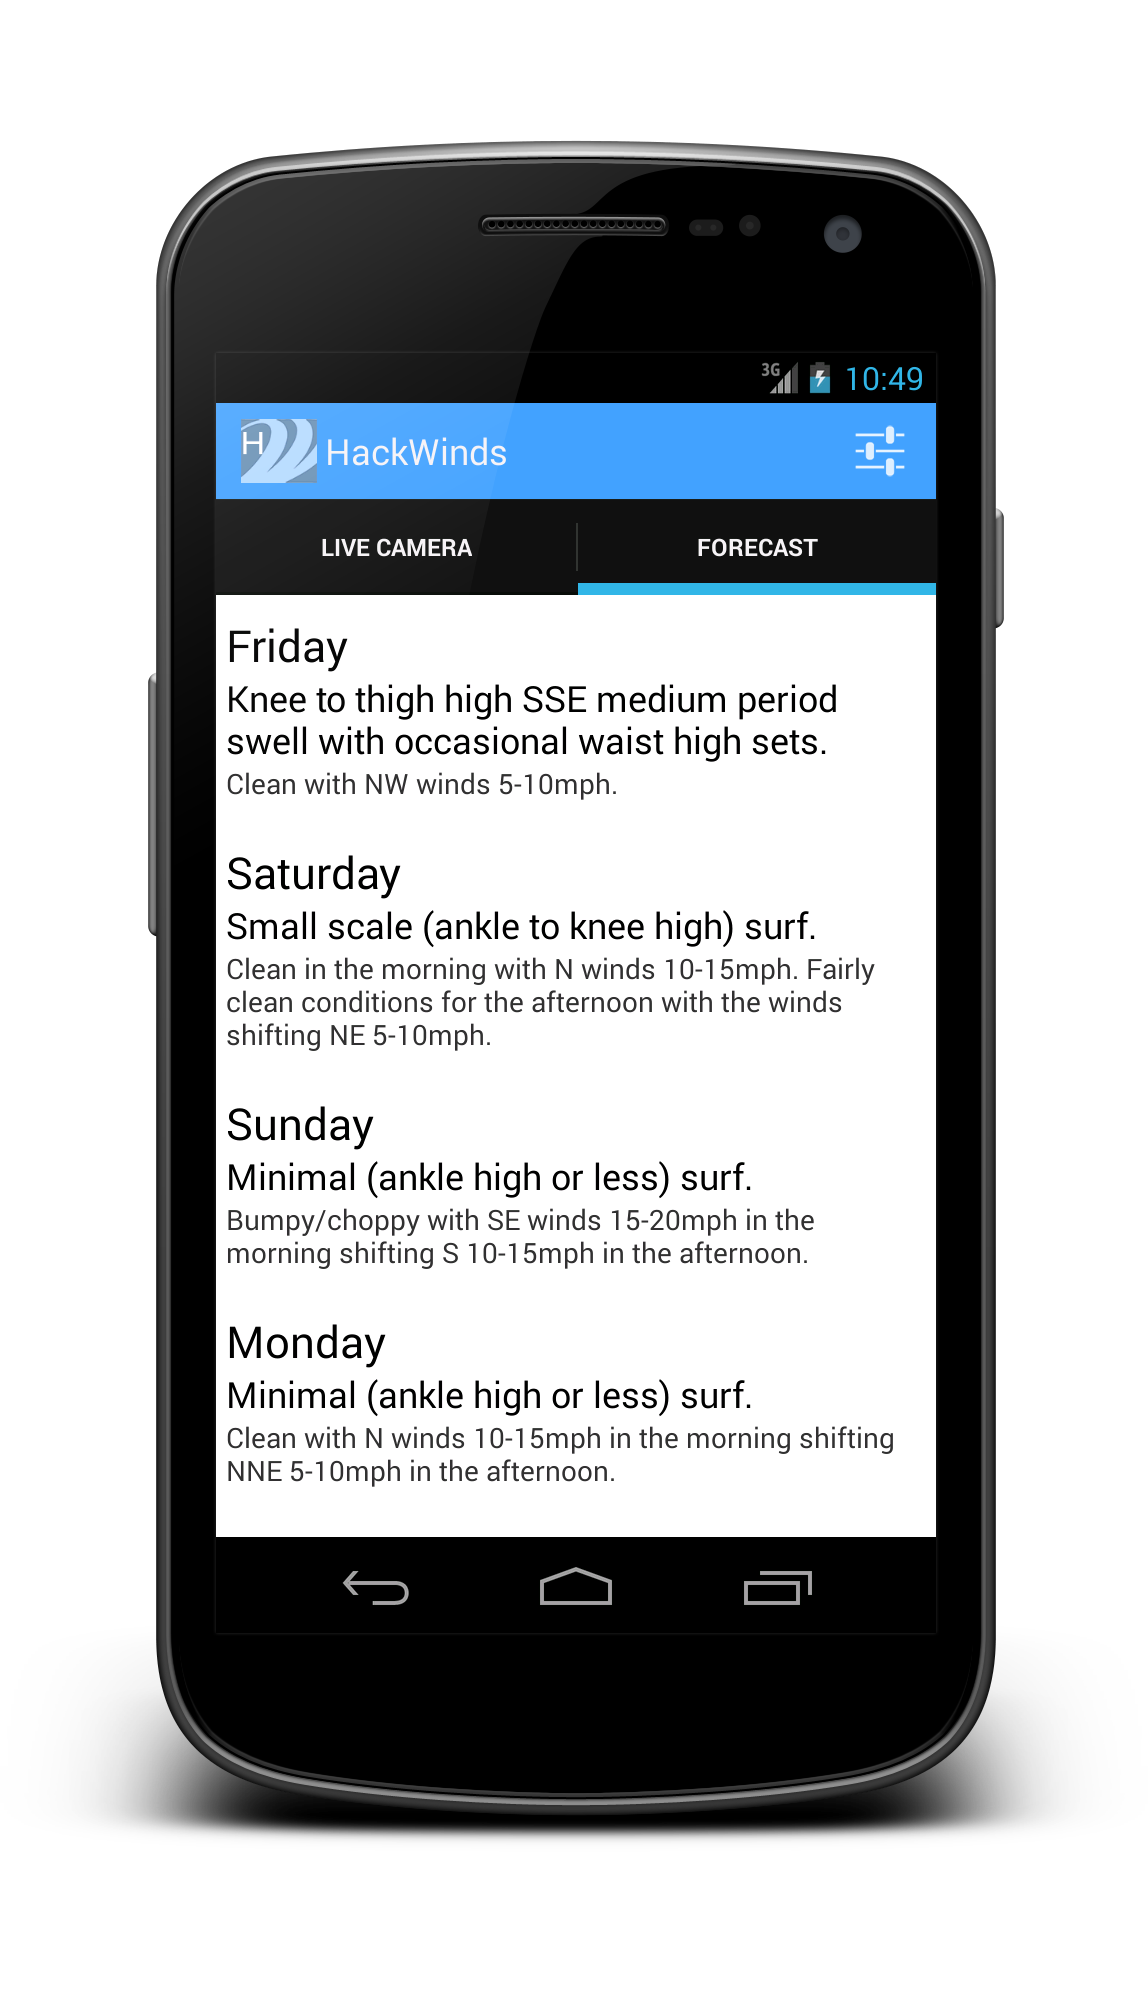 3G 10:49
H HackWinds
LIVE CAMERA FORECAST
Friday
Knee to thigh high SSE medium period
swell with occasional waist high sets.
Clean with NW winds 5-10mph.
Saturday
Small scale (ankle to knee high) surf.
Clean in the morning with N winds 10-15mph. Fairly
clean conditions for the afternoon with the winds
shifting NE 5-10mph.
Sunday
Minimal (ankle high or less) surf.
Bumpy/choppy with SE winds 15-20mph in the
morning shifting S 10-15mph in the afternoon.
Monday
Minimal (ankle high or less) surf.
Clean with N winds 10-15mph in the morning shifting
NNE 5-10mph in the afternoon.